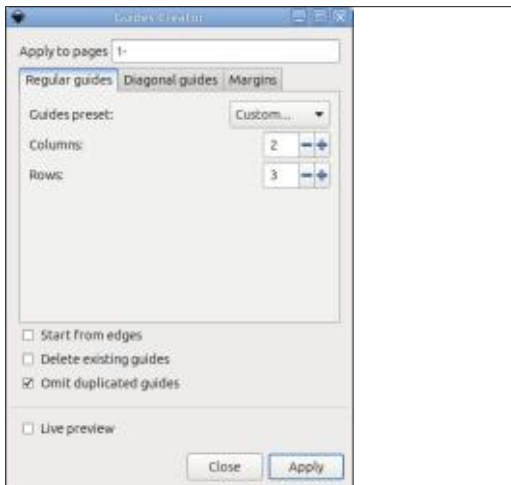 Guides Creator
Apply to pages 1-
Regular guides Diagonal guides Margins
Guides preset: Custom...
Columns: 2
Rows: 3
Start from edges
Delete existing guides
Omit duplicated guides
Live preview
Close Apply